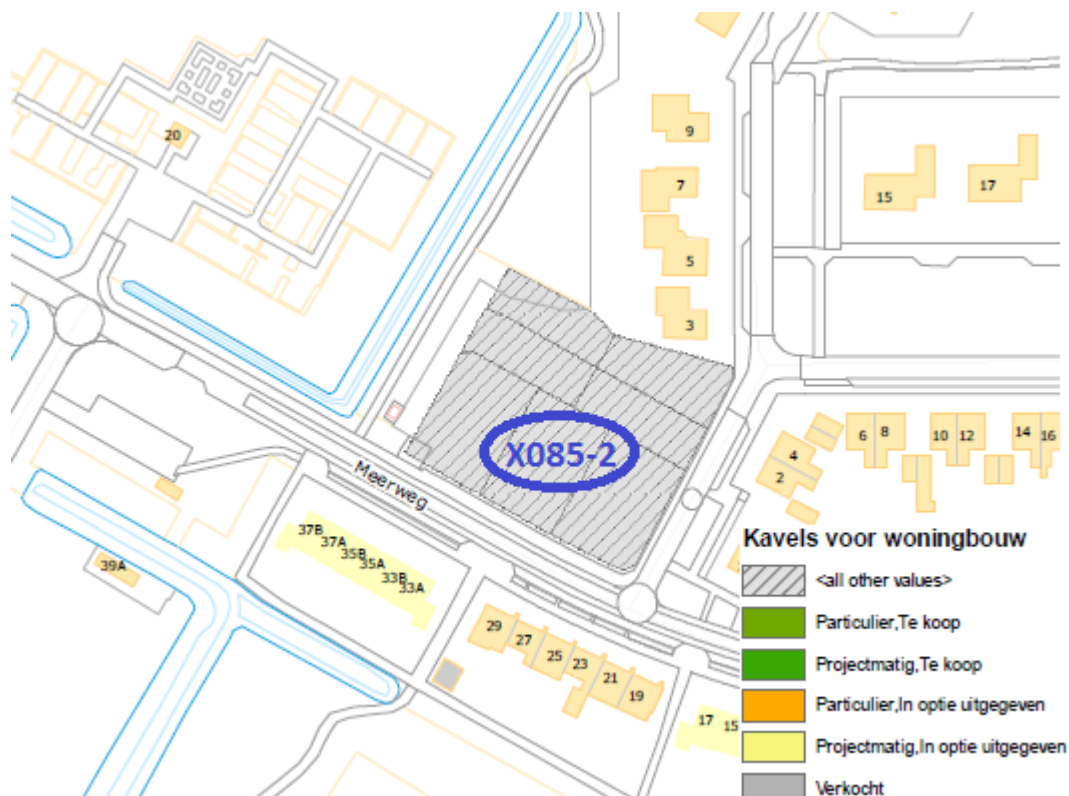 9
20
7
15
17
5
3
X085-2
Meerweg
6
8
10
12
14
16
4
2
37B
37A
35B
35A
33B
33A
39A
29
27
25
23
21
19
17
15
Kavels voor woningbouw
<all other values>
Particulier,Te koop
Projectmatig,Te koop
Particulier,In optie uitgegeven
Projectmatig,In optie uitgegeven
Verkocht